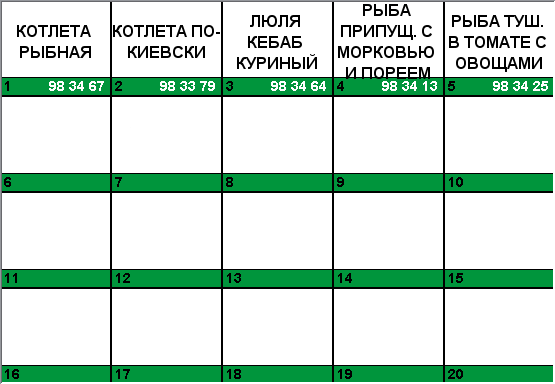 КОТЛЕТА
РЫБНАЯ
КОТЛЕТА ПО-
КИЕВСКИ
ЛЮЛЯ
КЕБАБ
КУРИНЫЙ
РЫБА
ПРИПУЩ. С
МОРКОВЬЮ
И ПОРЕЕМ
РЫБА ТУШ.
В ТОМАТЕ С
ОВОЩАМИ
1 98 34 67
2 98 33 79
3 98 34 64
4 98 34 13
5 98 34 25
6
7
8
9
10
11
12
13
14
15
16
17
18
19
20